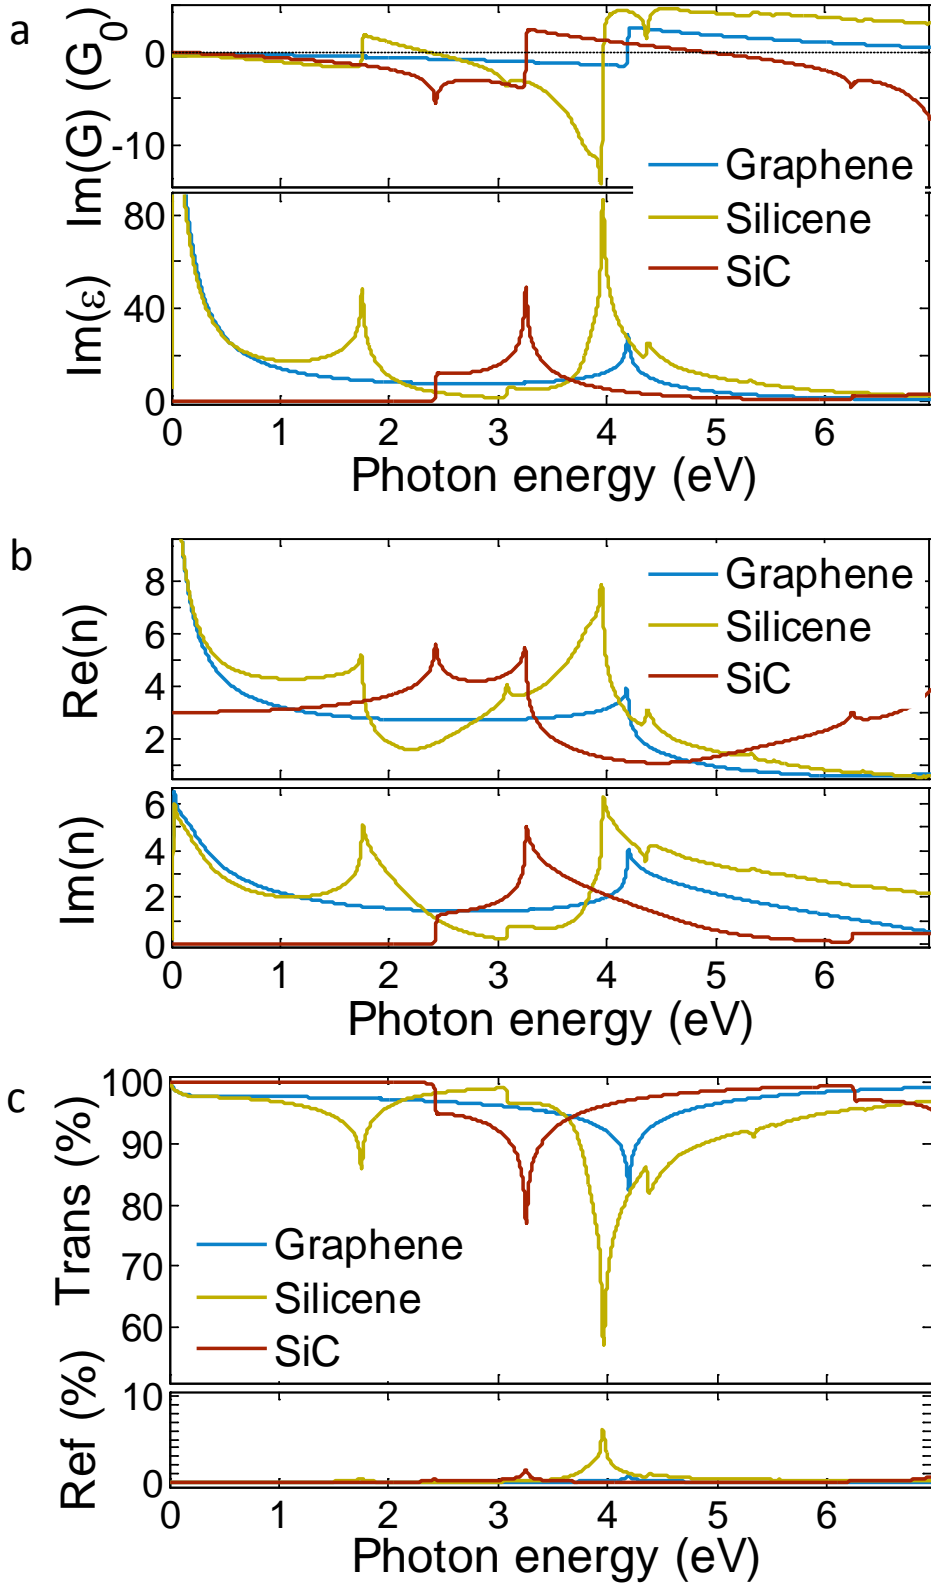 a
Im(G) (G0)
0
-10
Graphene
Silicene
SiC
Im(ε)
80
40
0
0 1 2 3 4 5 6
Photon energy (eV)
b
Re(n)
8
6
4
2
Graphene
Silicene
SiC
Im(n)
6
4
2
0
0 1 2 3 4 5 6
Photon energy (eV)
c
Trans (%)
100
90
80
70
60
Graphene
Silicene
SiC
Ref (%)
10
0
0 1 2 3 4 5 6
Photon energy (eV)